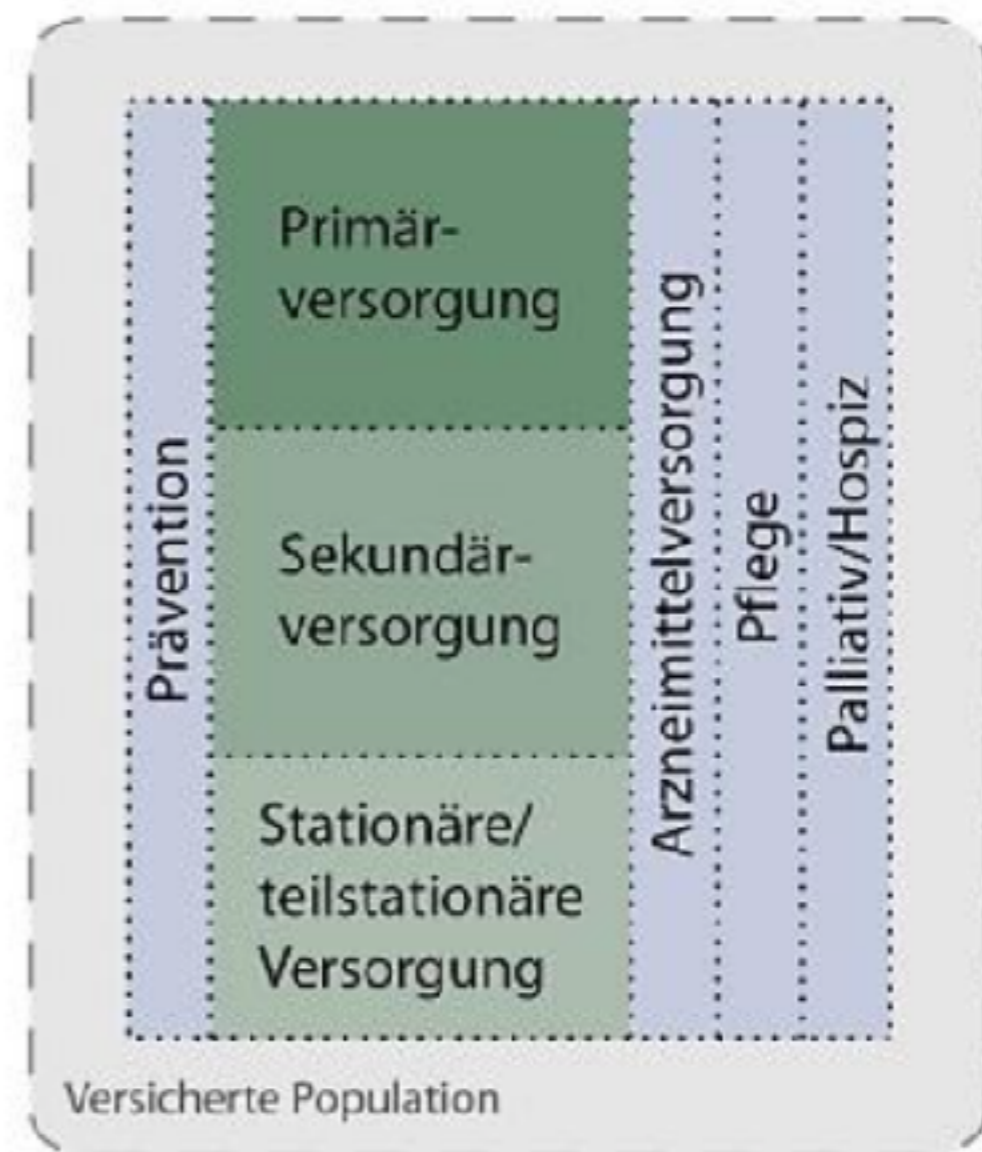 Prävention
Primär-
versorgung
Sekundär-
versorgung
Stationäre/
teilstationäre
Versorgung
Arzneimittelversorgung
Pflege
Palliativ/Hospiz
Versicherte Population